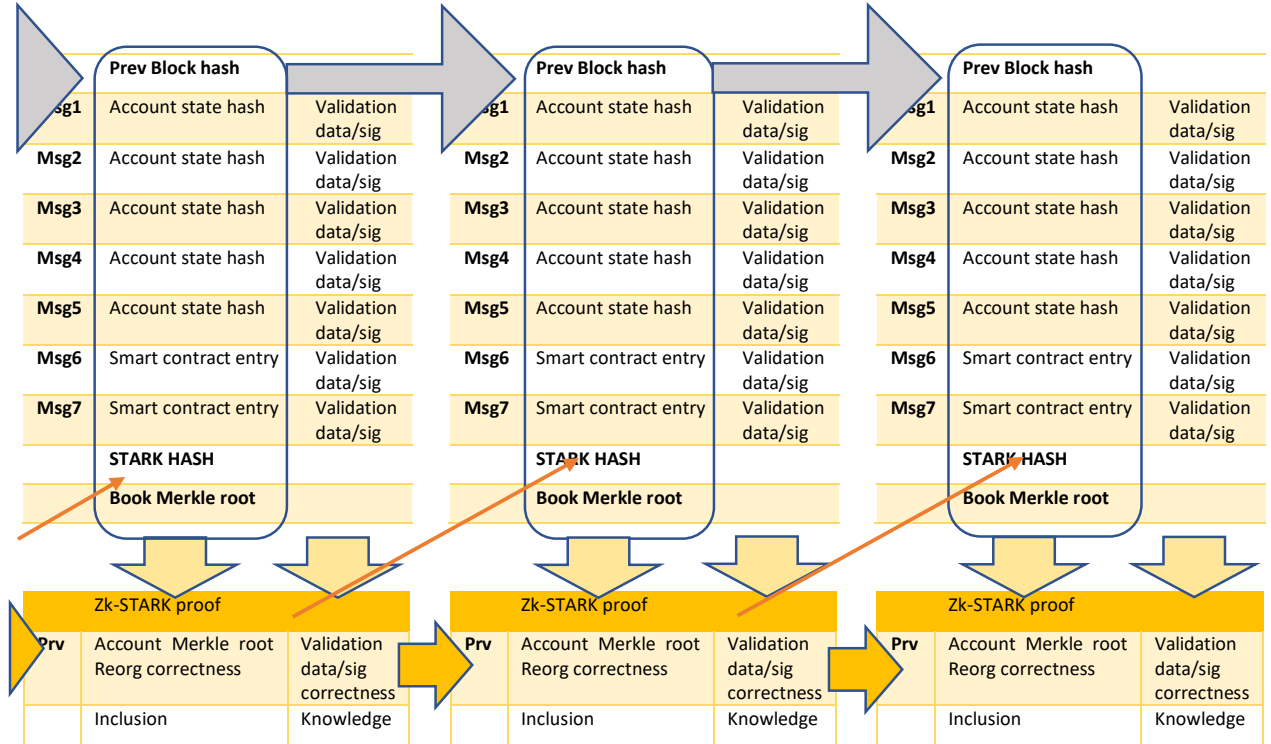 Prev Block hash
Msg1 Account state hash Validation
data/sig
Msg2 Account state hash Validation
data/sig
Msg3 Account state hash Validation
data/sig
Msg4 Account state hash Validation
data/sig
Msg5 Account state hash Validation
data/sig
Msg6 Smart contract entry Validation
data/sig
Msg7 Smart contract entry Validation
data/sig
STARK HASH
Book Merkle root
Zk-STARK proof
Prv Account Merkle root Validation
Reorg correctness data/sig
correctness
Inclusion Knowledge
Prev Block hash
Msg1 Account state hash Validation
data/sig
Msg2 Account state hash Validation
data/sig
Msg3 Account state hash Validation
data/sig
Msg4 Account state hash Validation
data/sig
Msg5 Account state hash Validation
data/sig
Msg6 Smart contract entry Validation
data/sig
Msg7 Smart contract entry Validation
data/sig
STARK HASH
Book Merkle root
Zk-STARK proof
Prv Account Merkle root Validation
Reorg correctness data/sig
correctness
Inclusion Knowledge
Prev Block hash
Msg1 Account state hash Validation
data/sig
Msg2 Account state hash Validation
data/sig
Msg3 Account state hash Validation
data/sig
Msg4 Account state hash Validation
data/sig
Msg5 Account state hash Validation
data/sig
Msg6 Smart contract entry Validation
data/sig
Msg7 Smart contract entry Validation
data/sig
STARK HASH
Book Merkle root
Zk-STARK proof
Prv Account Merkle root Validation
Reorg correctness data/sig
correctness
Inclusion Knowledge